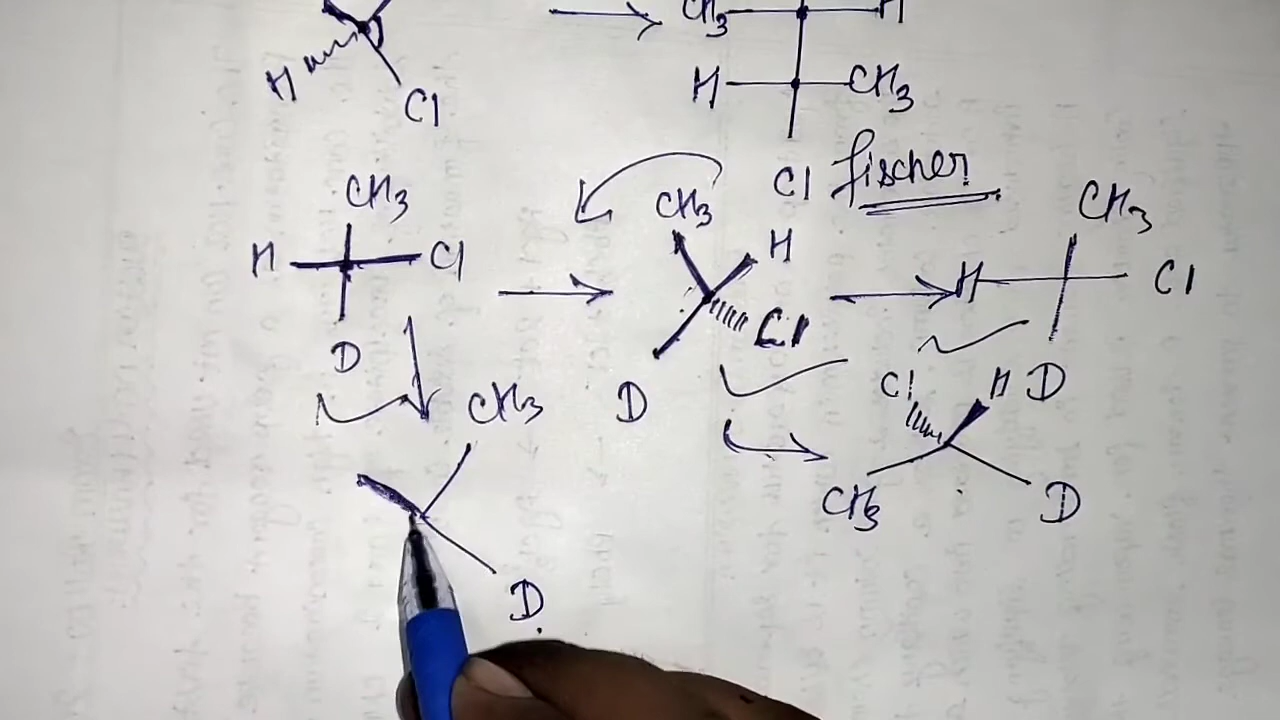 CH3 H
H Cl H CH3
Cl fischer
CH3 CH3 H CH3
H Cl Cl H Cl
D D Cl H D
CH3
CH3 D
D